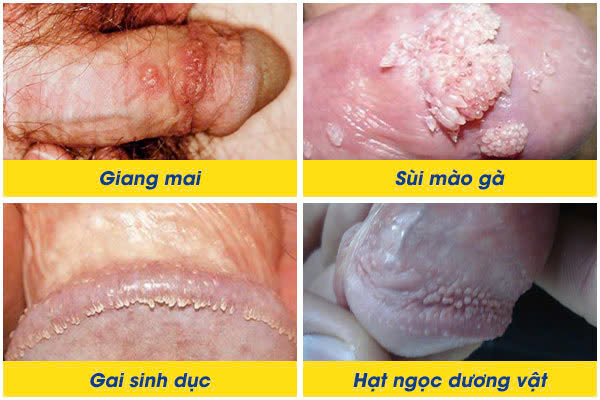 Giang mai
Sùi mào gà
Gai sinh dục
Hạt ngọc dương vật